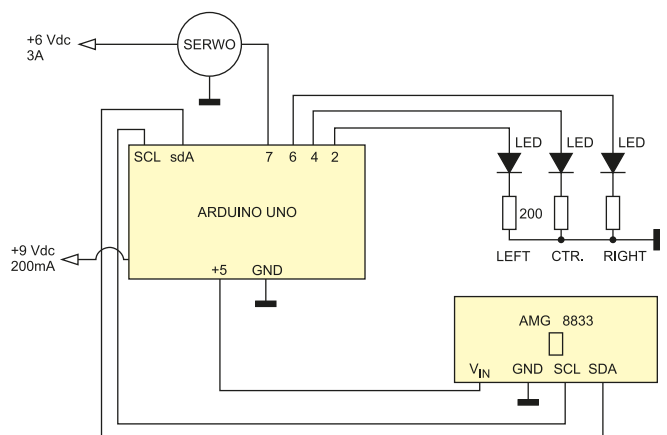 +6 Vdc
3A
SERWO
SCL sdA 7 6 4 2
ARDUINO UNO
+5 GND
+9 Vdc
200mA
LED LED LED
200
LEFT CTR. RIGHT
AMG 8833
VIN GND SCL SDA